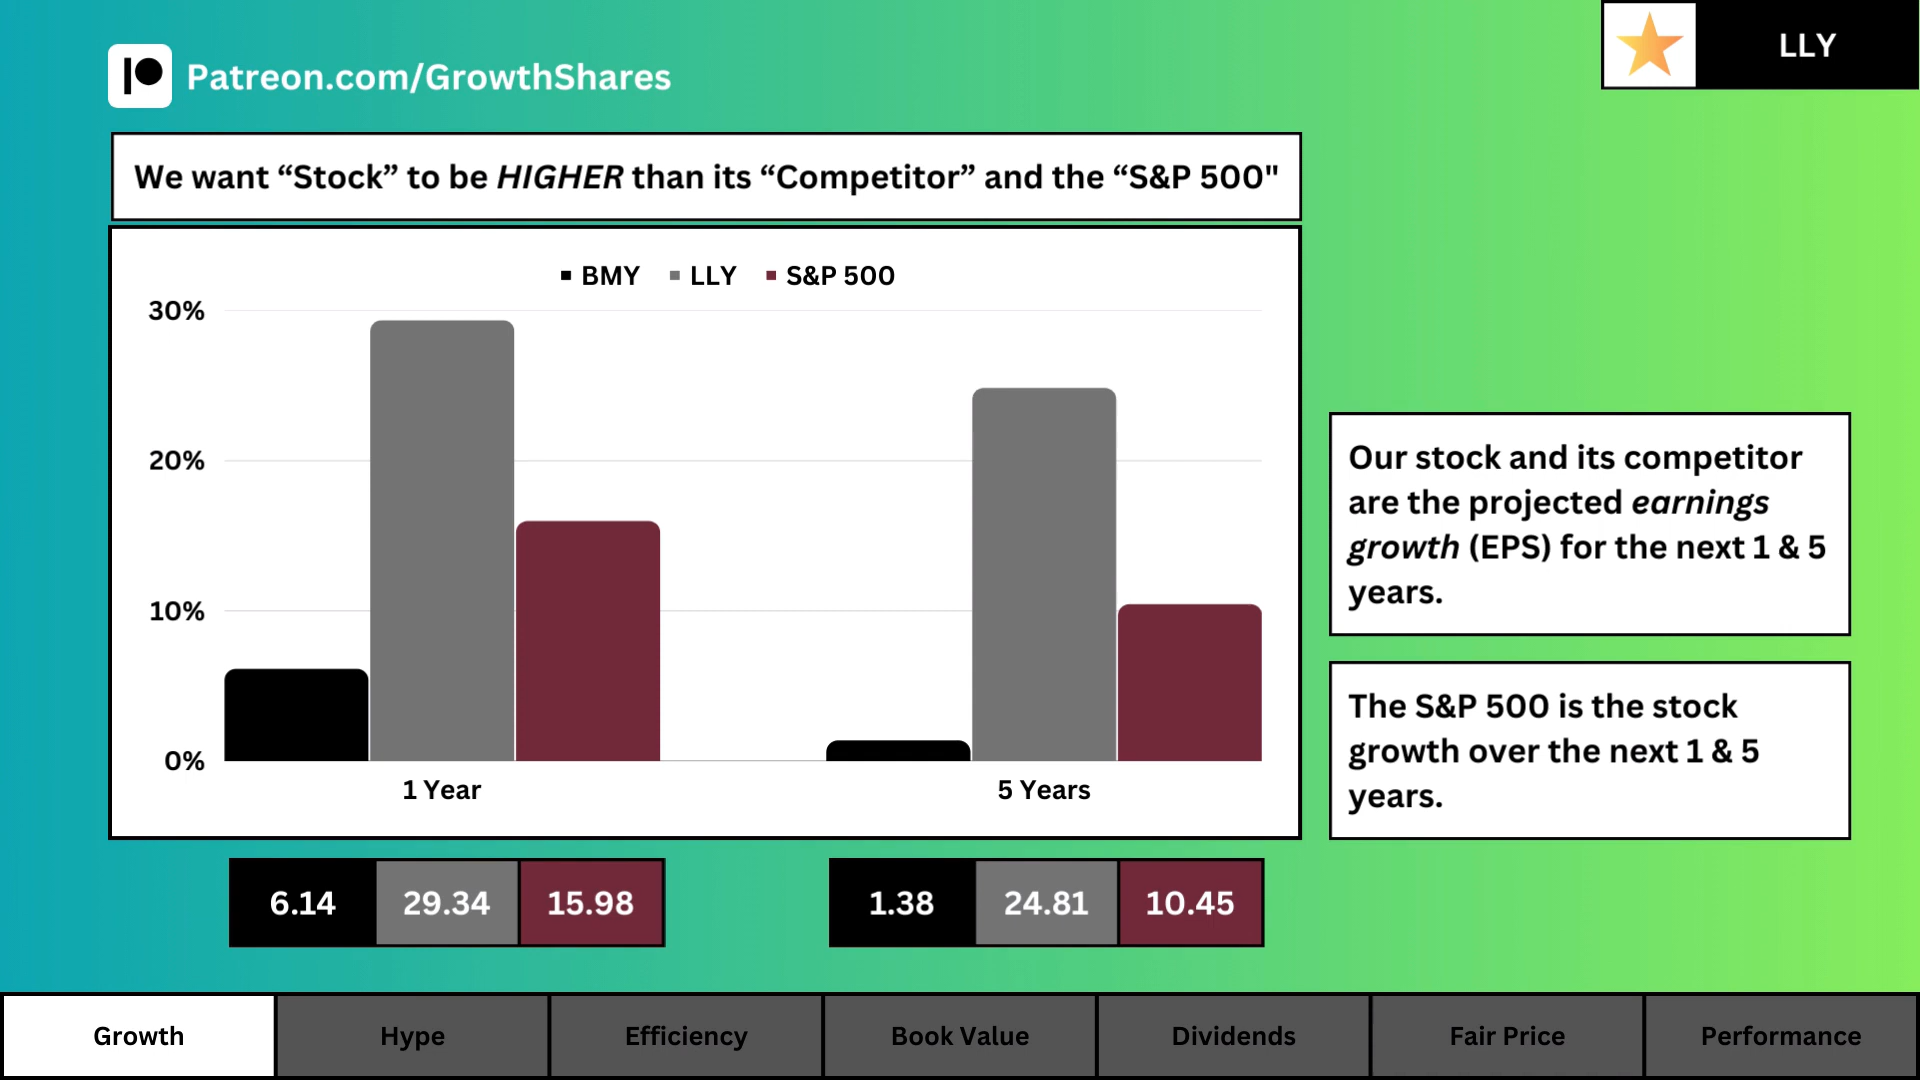 Patreon.com/GrowthShares
LLY
We want “Stock” to be HIGHER than its “Competitor” and the “S&P 500"
BMY LLY S&P 500
30%
20%
10%
0%
1 Year 5 Years
Our stock and its competitor
are the projected earnings
growth (EPS) for the next 1 & 5
years.
The S&P 500 is the stock
growth over the next 1 & 5
years.
6.14 29.34 15.98 1.38 24.81 10.45
Growth Hype Efficiency Book Value Dividends Fair Price Performance